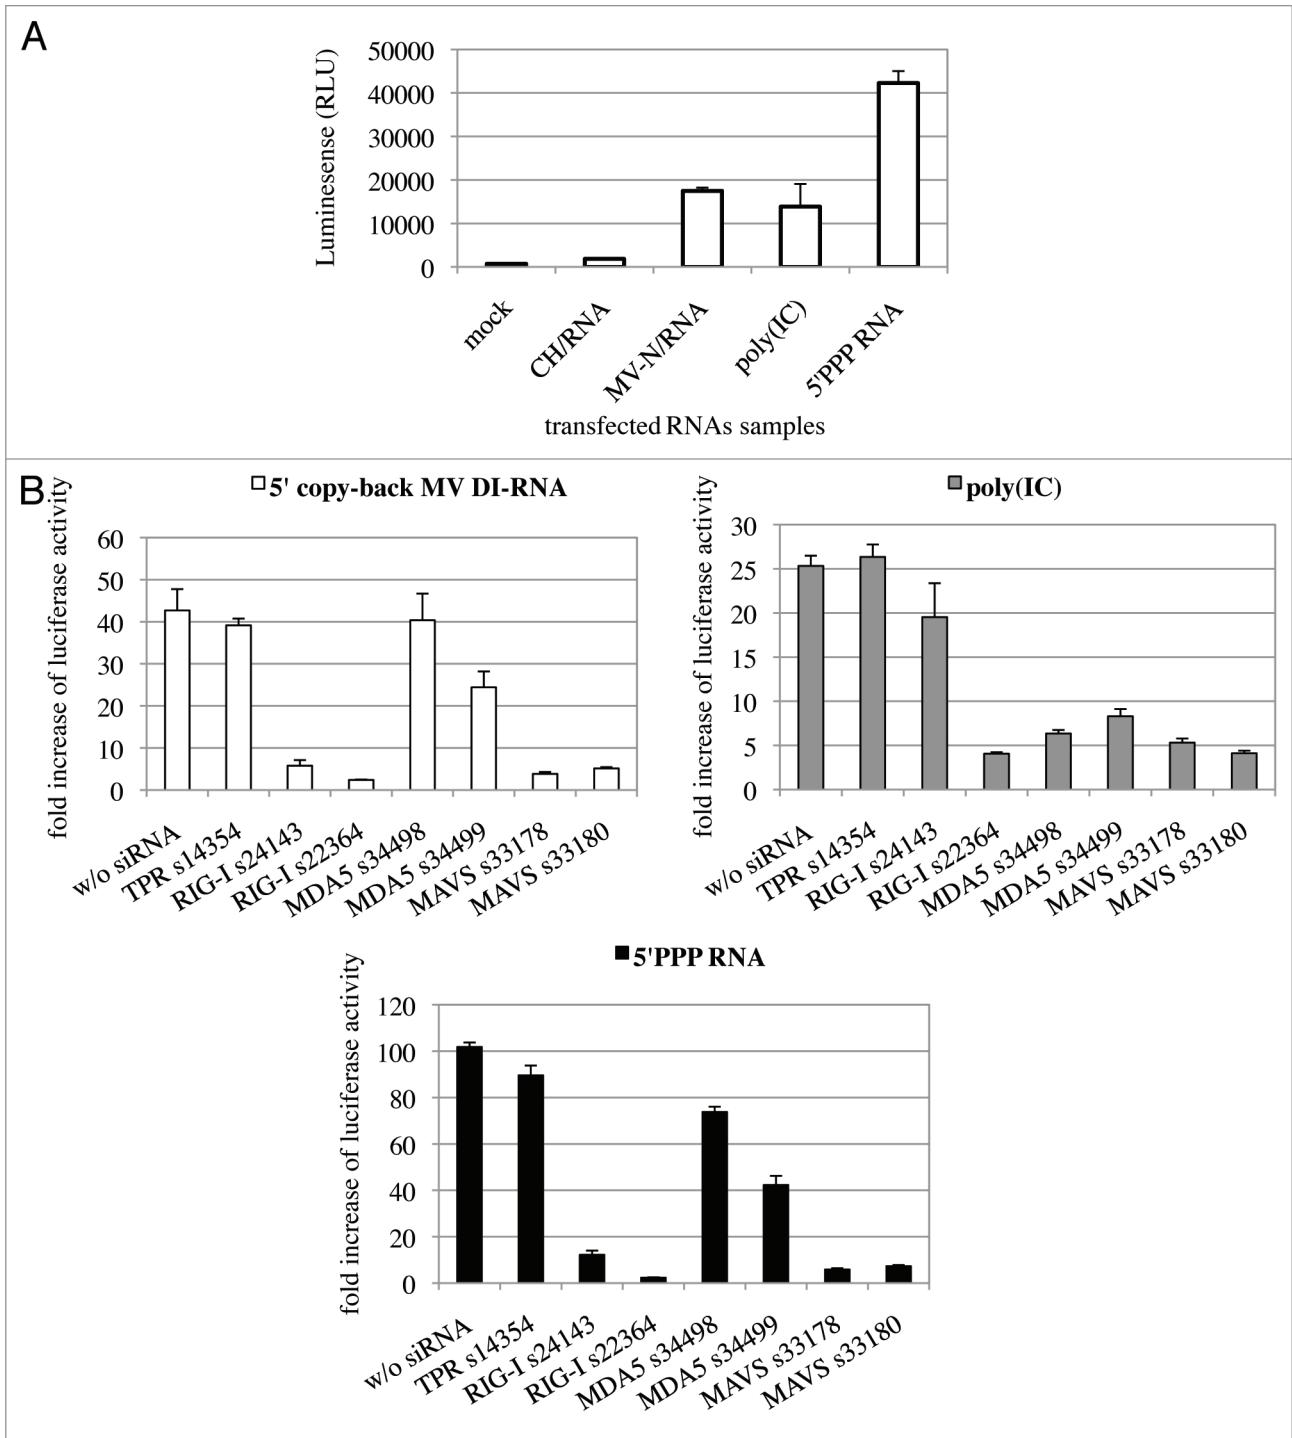 A
Luminesense (RLU)
50000
40000
30000
20000
10000
0
mock
CH/RNA
MV-N/RNA
poly(IC)
5'PPP RNA
transfected RNAs samples
B
5' copy-back MV DI-RNA
fold increase of luciferase activity
60
50
40
30
20
10
0
w/o siRNA
TPR s14354
RIG-I s24143
RIG-I s22364
MDA5 s34498
MDA5 s34499
MAVS s33178
MAVS s33180
poly(IC)
fold increase of luciferase activity
30
25
20
15
10
5
0
w/o siRNA
TPR s14354
RIG-I s24143
RIG-I s22364
MDA5 s34498
MDA5 s34499
MAVS s33178
MAVS s33180
5'PPP RNA
fold increase of luciferase activity
120
100
80
60
40
20
0
w/o siRNA
TPR s14354
RIG-I s24143
RIG-I s22364
MDA5 s34498
MDA5 s34499
MAVS s33178
MAVS s33180